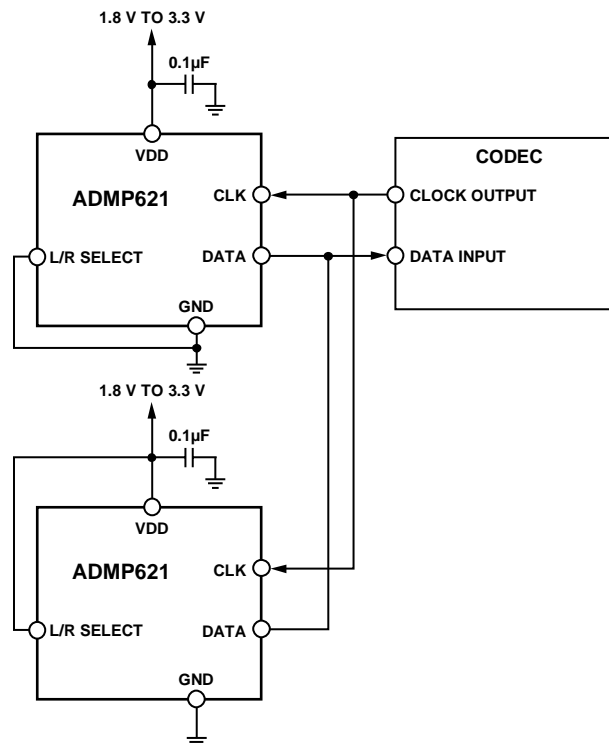 1.8 V TO 3.3 V
0.1µF
VDD
ADMP621
CLK
L/R SELECT
DATA
GND
CODEC
CLOCK OUTPUT
DATA INPUT
1.8 V TO 3.3 V
0.1µF
VDD
ADMP621
CLK
L/R SELECT
DATA
GND